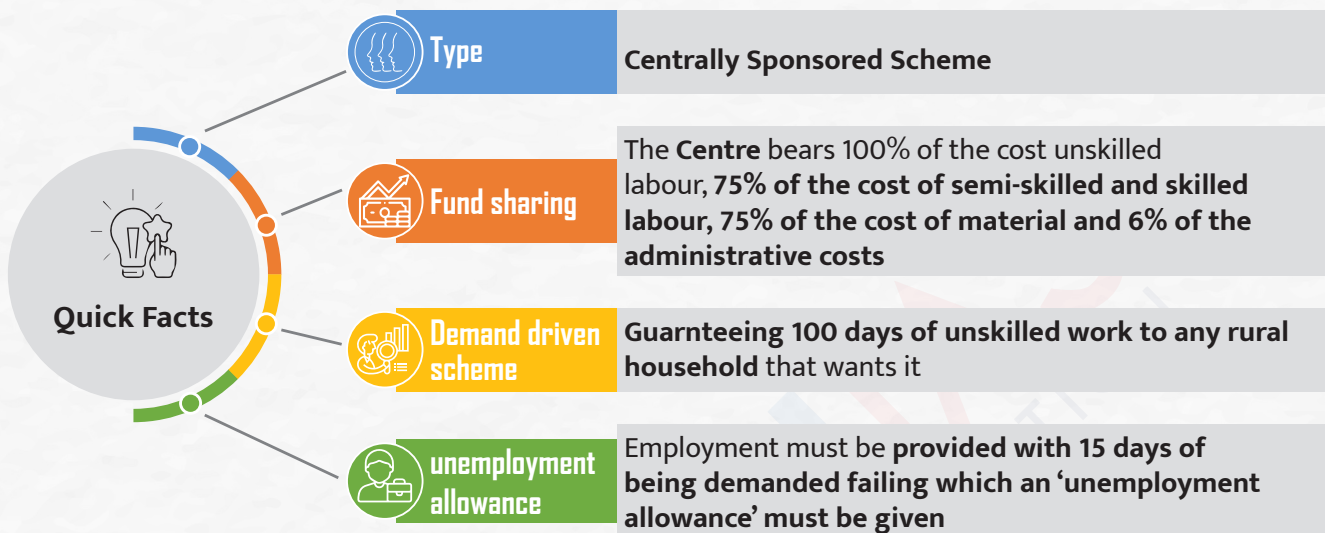 Quick Facts
Type
Centrally Sponsored Scheme
Fund sharing
The Centre bears 100% of the cost unskilled
labour, 75% of the cost of semi-skilled and skilled
labour, 75% of the cost of material and 6% of the
administrative costs
Demand driven
scheme
Guarnteeing 100 days of unskilled work to any rural
household that wants it
unemployment
allowance
Employment must be provided with 15 days of
being demanded failing which an ‘unemployment
allowance’ must be given